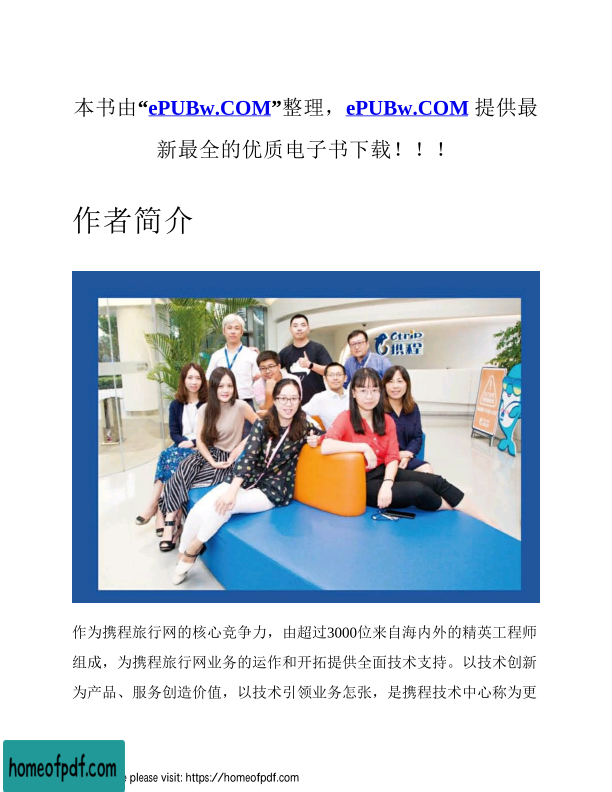 本书由“ePUBw.COM”整理，ePUBw.COM 提供最
新最全的优质电子书下载！！！
作者简介
Ctrip
携程
作为携程旅行网的核心竞争力，由超过3000位来自海内外的精英工程师
组成，为携程旅行网业务的运作和开拓提供全面技术支持。以技术创新
为产品、服务创造价值，以技术引领业务怎张，是携程技术中心称为更
homeofpdf.com
e please visit: https://homeofpdf.com